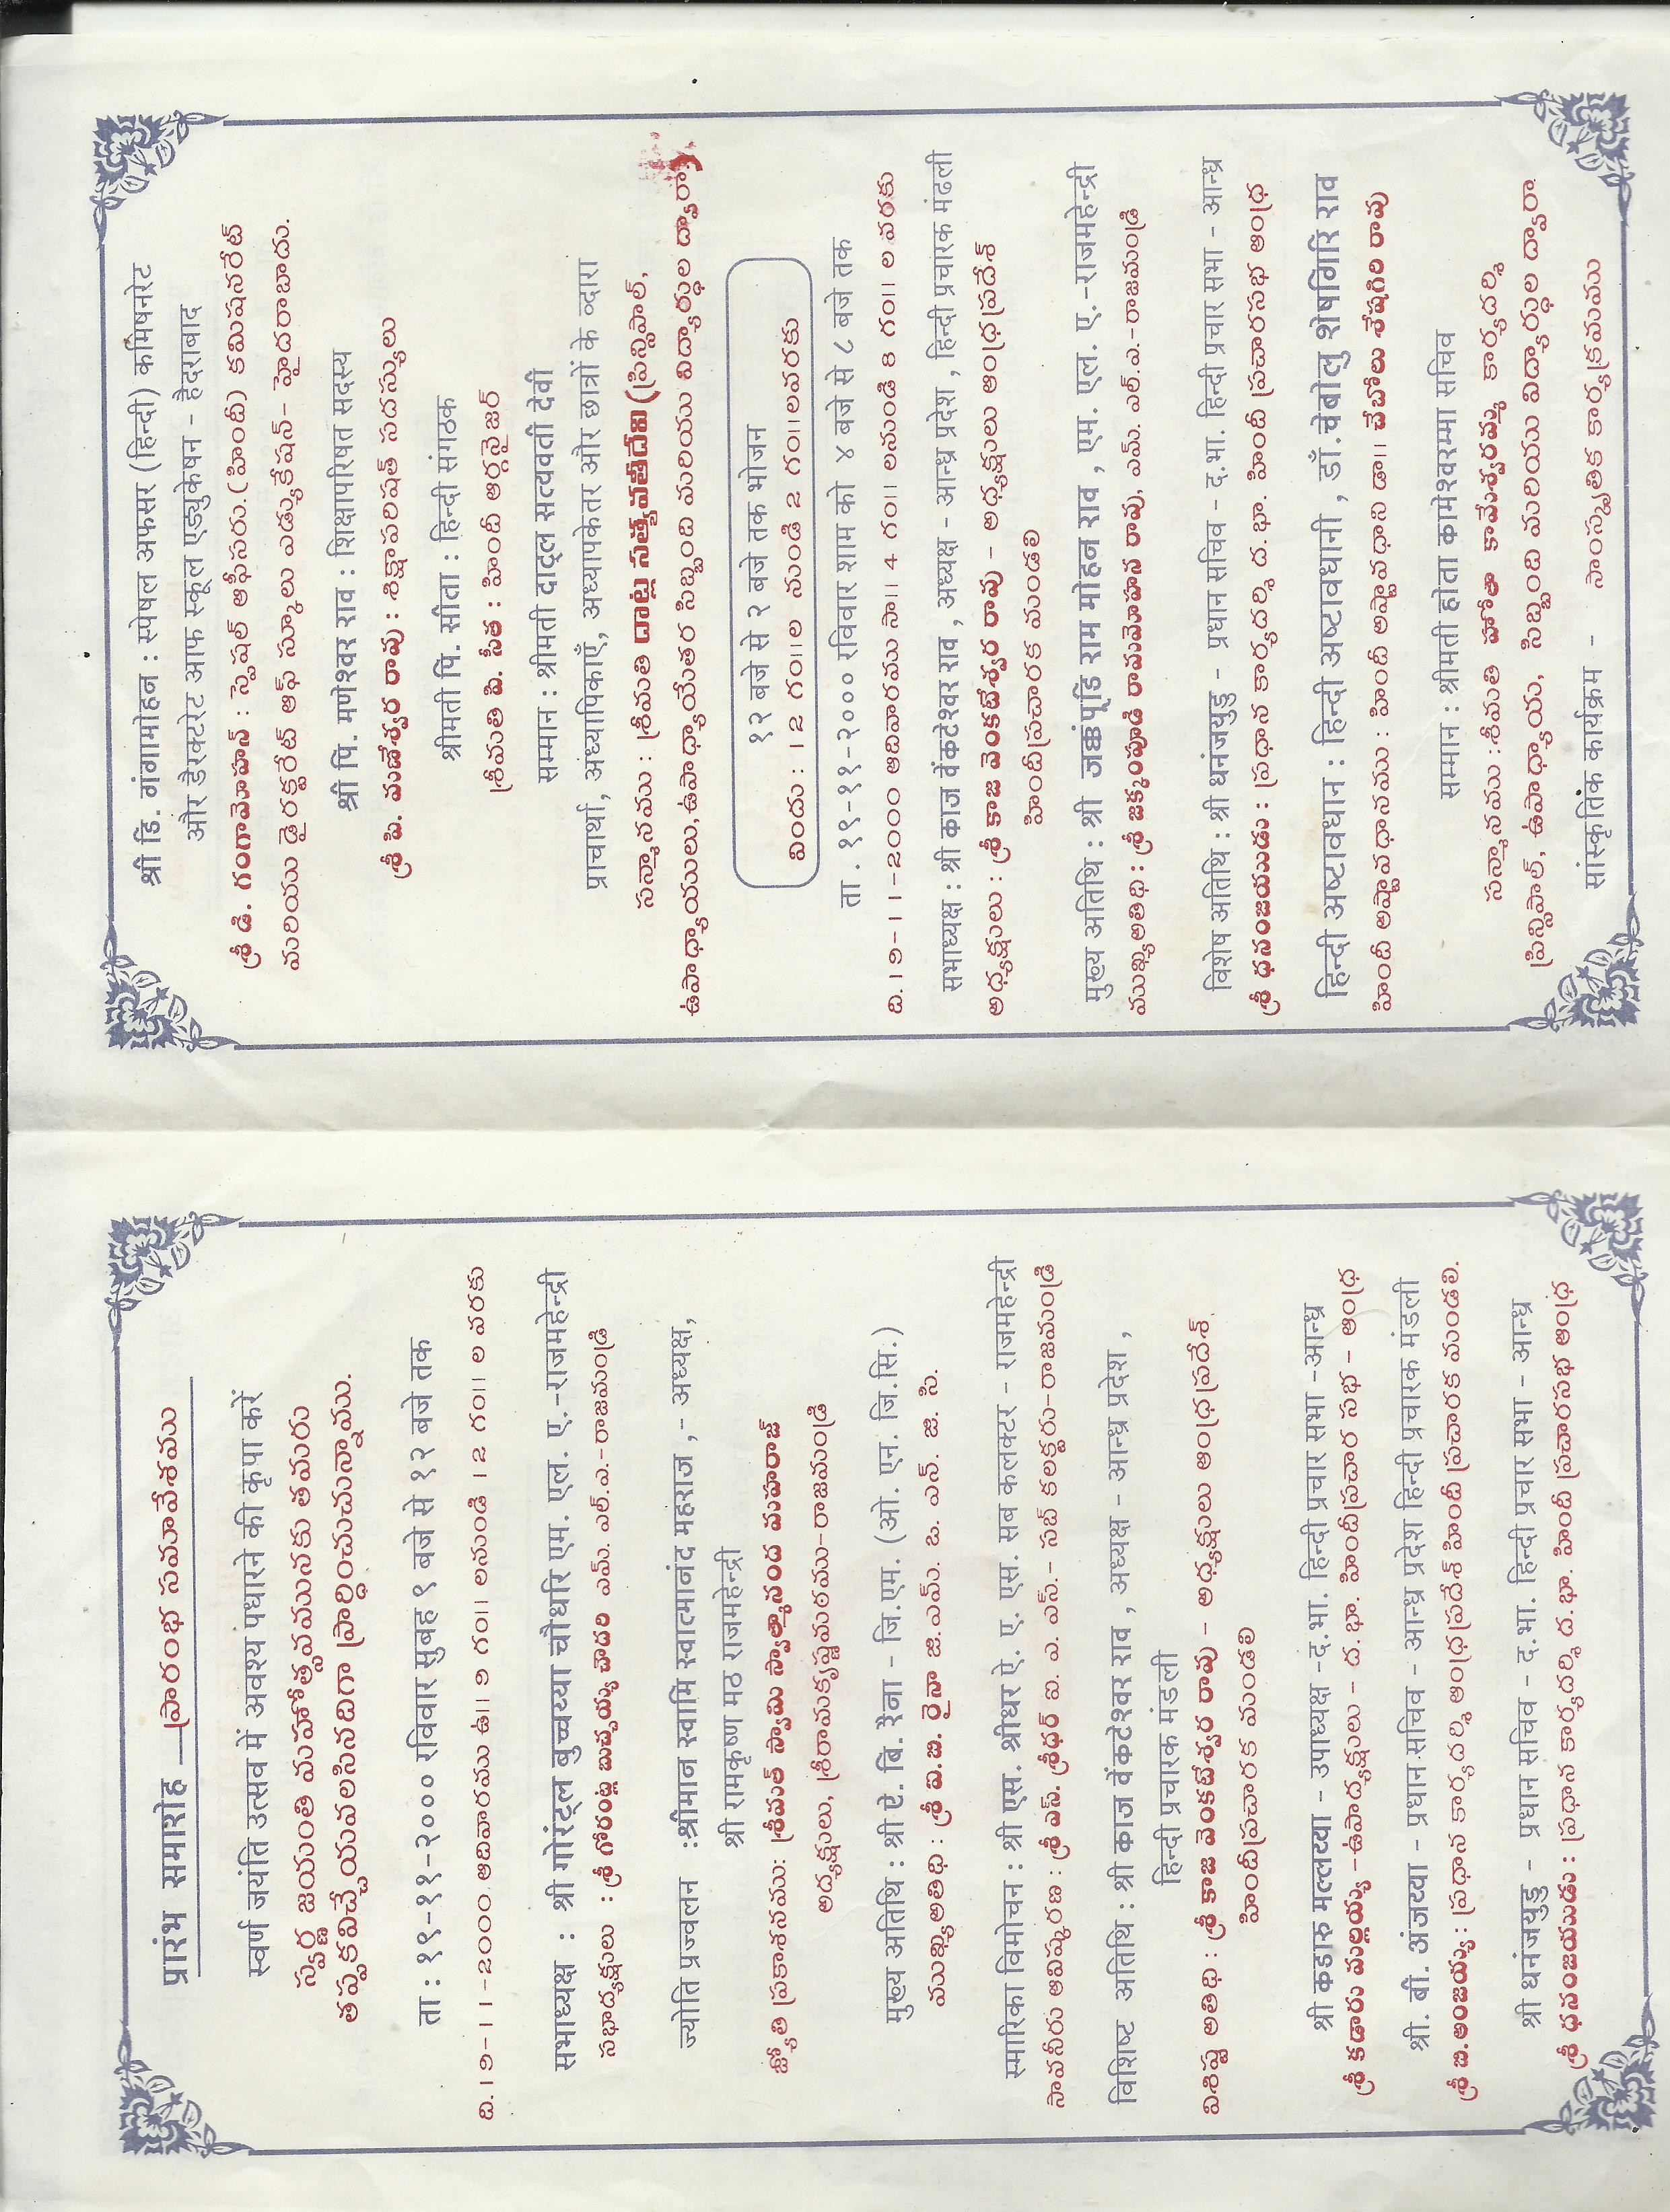 प्रारंभ समारोह — ప్రారంభ సమావేశము
स्वर्ण जयंति उत्सव में अवश्य पधारने की कृपा करें
స్వర్ణ జయంతి మహోత్సవమునకు తమరు
తప్పకవిచ్చేయవలసినదిగా ప్రార్థించుచున్నాము.
ता : १९-११-२००० रविवार सुबह ९ बजे से १२ बजे तक
ది.19-11-2000 ఆదివారము ఉ॥9 గం॥ లనుండి 12 గం॥ ల వరకు
सभाध्यक्ष : श्री गोरंट्ल बुच्चय्या चौधरि एम. एल. ए.-राजमहेन्द्री
సభాధ్యక్షులు : శ్రీ గోరంట్ల బుచ్చయ్య చౌదరి ఎమ్. ఎల్.ఎ.-రాజమండ్రి
ज्योति प्रज्वलन :श्रीमान स्वामि स्वात्मानंद महराज ,- अध्यक्ष,
श्री रामकृष्ण मठ राजमहेन्द्री
జ్యోతి ప్రకాశనము: శ్రీమత్ స్వామి స్వాత్మానంద మహరాజ్
అధ్యక్షులు, శ్రీరామకృష్ణమఠము-రాజమండ్రి
मुख्य अतिथि : श्री ऐ. बि. रैना - जि.एम. (ओ. एन. जि.सि.)
ముఖ్యఅతిథి : శ్రీ ఐ.బి. రైనా జి.ఎమ్. ఓ. ఎన్. జి. సి.
स्मारिका विमोचन : श्री एस. श्रीधर ऐ. ए. एस. सब कलक्टर - राजमहेन्द्री
సావనీరు ఆవిష్కరణ : శ్రీ ఎస్. శ్రీధర్ ఐ. ఎ. ఎస్.- సబ్ కలక్టరు-రాజమండ్రి
विशिष्ट अतिथि : श्री काज वेंकटेश्वर राव , अध्यक्ष - आन्ध्र प्रदेश ,
हिन्दी प्रचारक मंडली
విశిష్ట అతిథి : శ్రీ కాజ వెంకటేశ్వర రావు - అధ్యక్షులు ఆంధ్రప్రదేశ్
హిందీప్రచారక మండలి
श्री कडारु मल्लय्या - उपाध्यक्ष -द.भा. हिन्दी प्रचार सभा -आन्ध्र
శ్రీ కడారు మల్లయ్య -ఉపాధ్యక్షులు - ద.భా. హిందీప్రచార సభ - ఆంధ్ర
श्री. बी. अंजय्या - प्रधान सचिव - आन्ध्र प्रदेश हिन्दी प्रचारक मंडली
శ్రీ బి.అంజయ్య : ప్రధాన కార్యదర్శి ఆంధ్రప్రదేశ్ హిందీ ప్రచారక మండలి.
श्री धनंजयुडु - प्रधान सचिव - द.भा. हिन्दी प्रचार सभा - आन्ध्र
శ్రీ ధనంజయుడు : ప్రధాన కార్యదర్శి ద.భా. హిందీ ప్రచారసభ ఆంధ్ర
श्री डि. गंगामोहन : स्पेषल अफसर (हिन्दी) कमिषनरेट
और डैरक्टरेट आफ स्कूल एड्युकेषन - हैदराबाद
శ్రీ డి. గంగామోహన్ : స్పెషల్ ఆఫీసరు.(హిందీ) కమిషనరేట్
మరియు డైరక్టరేట్ ఆఫ్ స్కూలు ఎడ్యుకేషన్- హైదరాబాదు.
श्री पि. मणेश्वर राव : शिक्षापरिषत सदस्य
శ్రీ పి. మణేశ్వర రావు : శిక్షాపరిషత్ సదస్యులు
श्रीमती पि. सीता : हिन्दी संगठक
శ్రీమతి పి. సీత : హిందీ ఆర్గనైజర్
सम्मान : श्रीमती दाट्ल सत्यवती देवी
प्राचार्या, अध्यापिकाएँ, अध्यापकेतर और छात्रों के व्दारा
సన్మానము : శ్రీమతి దాట్ల సత్యవతీదేవి (ప్రిన్సిపాల్,
ఉపాధ్యాయులు,ఉపాధ్యాయేతర సిబ్బంది మరియు విద్యార్థుల ద్వారా)
१२ बजे से २ बजे तक भोजन
విందు : 12 గం॥ల నుండి 2 గం॥లవరకు
ता . १९-११-२००० रविवार शाम को ४ बजे से ८ बजे तक
ది.19-11-2000 ఆదివారము సా॥ 4 గం॥ లనుండి 8 గం॥ ల వరకు
सभाध्यक्ष : श्री काज वेंकटेश्वर राव , अध्यक्ष - आन्ध्र प्रदेश , हिन्दी प्रचारक मंढली
అధ్యక్షులు : శ్రీ కాజ వెంకటేశ్వర రావు - అధ్యక్షులు ఆంధ్రప్రదేశ్
హిందీప్రచారక మండలి
मुख्य अतिथि : श्री जक्कंपूडि राम मोहन राव , एम. एल. ए.-राजमहेन्द्री
ముఖ్యఅతిథి : శ్రీ జక్కంపూడి రామమోహన రావు, ఎమ్. ఎల్.ఎ.-రాజమండ్రి
विशेष अतिथि : श्री धनंजयुडु - प्रधान सचिव - द.भा. हिन्दी प्रचार सभा - आन्ध्र
శ్రీ ధనంజయుడు : ప్రధాన కార్యదర్శి ద.భా. హిందీ ప్రచారసభ ఆంధ్ర
हिन्दी अष्टावधान : हिन्दी अष्टावधानी , डॉ.चेबोलु शेषगिरि राव
హిందీ అష్టావధానము : హిందీ అష్టావధాని డా॥ చేబోలు శేషగిరి రావు
सम्मान : श्रीमती होता कामेश्वरम्मा सचिव
సన్మానము :శ్రీమతి హోతా కామేశ్వరమ్మ కార్యదర్శి
ప్రిన్సిపాల్, ఉపాధ్యాయ, సిబ్బంది మరియు విద్యార్థుల ద్వారా
सांस्कृतिक कार्यक्रम - సాంస్కృతిక కార్యక్రమము